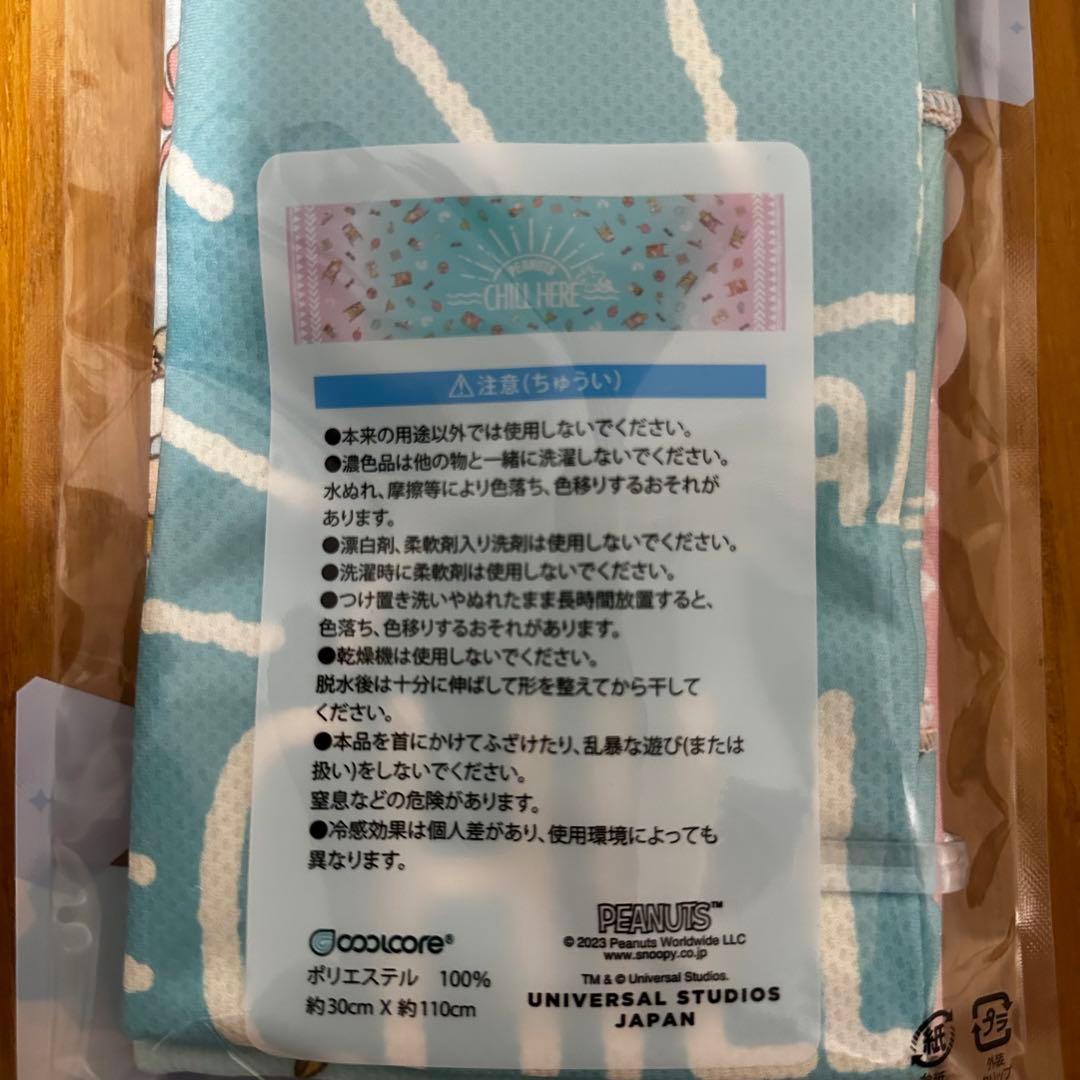 PEANUTS
CHILL HERE
⚠注意(ちゅうい)
●本来の用途以外では使用しないでください。
●濃色品は他の物と一緒に洗濯しないでください。
水ぬれ、摩擦等により色落ち、色移りするおそれが
あります。
●漂白剤、柔軟剤入り洗剤は使用しないでください。
●洗濯時に柔軟剤は使用しないでください。
●つけ置き洗いやぬれたまま長時間放置すると、
色落ち、色移りするおそれがあります。
●乾燥機は使用しないでください。
脱水後は十分に伸ばして形を整えてから干して
ください。
●本品を首にかけてふざけたり、乱暴な遊び(または
扱い)をしないでください。
窒息などの危険があります。
●冷感効果は個人差があり、使用環境によっても
異なります。
COOLCORE®
ポリエステル 100%
約30cm X 約110cm
PEANUTS™
© 2023 Peanuts Worldwide LLC
www.snoopy.co.jp
TM & © Universal Studios.
UNIVERSAL STUDIOS
JAPAN
紙
プラ
外装
CHILL